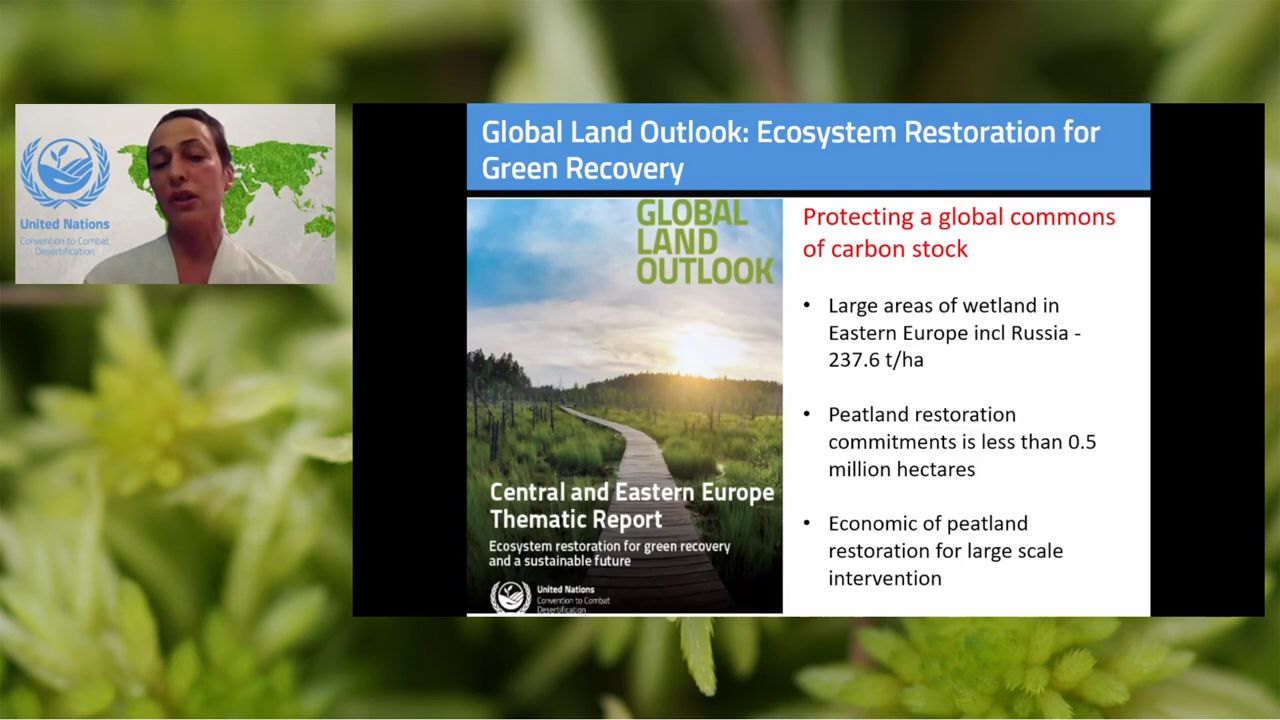 United Nations
Convention to Combat
Desertification
Global Land Outlook: Ecosystem Restoration for
Green Recovery
GLOBAL
LAND
OUTLOOK
Central and Eastern Europe
Thematic Report
Ecosystem restoration for green recovery
and a sustainable future
United Nations
Convention to Combat
Desertification
Protecting a global commons
of carbon stock
• Large areas of wetland in
Eastern Europe incl Russia -
237.6 t/ha
• Peatland restoration
commitments is less than 0.5
million hectares
• Economic of peatland
restoration for large scale
intervention